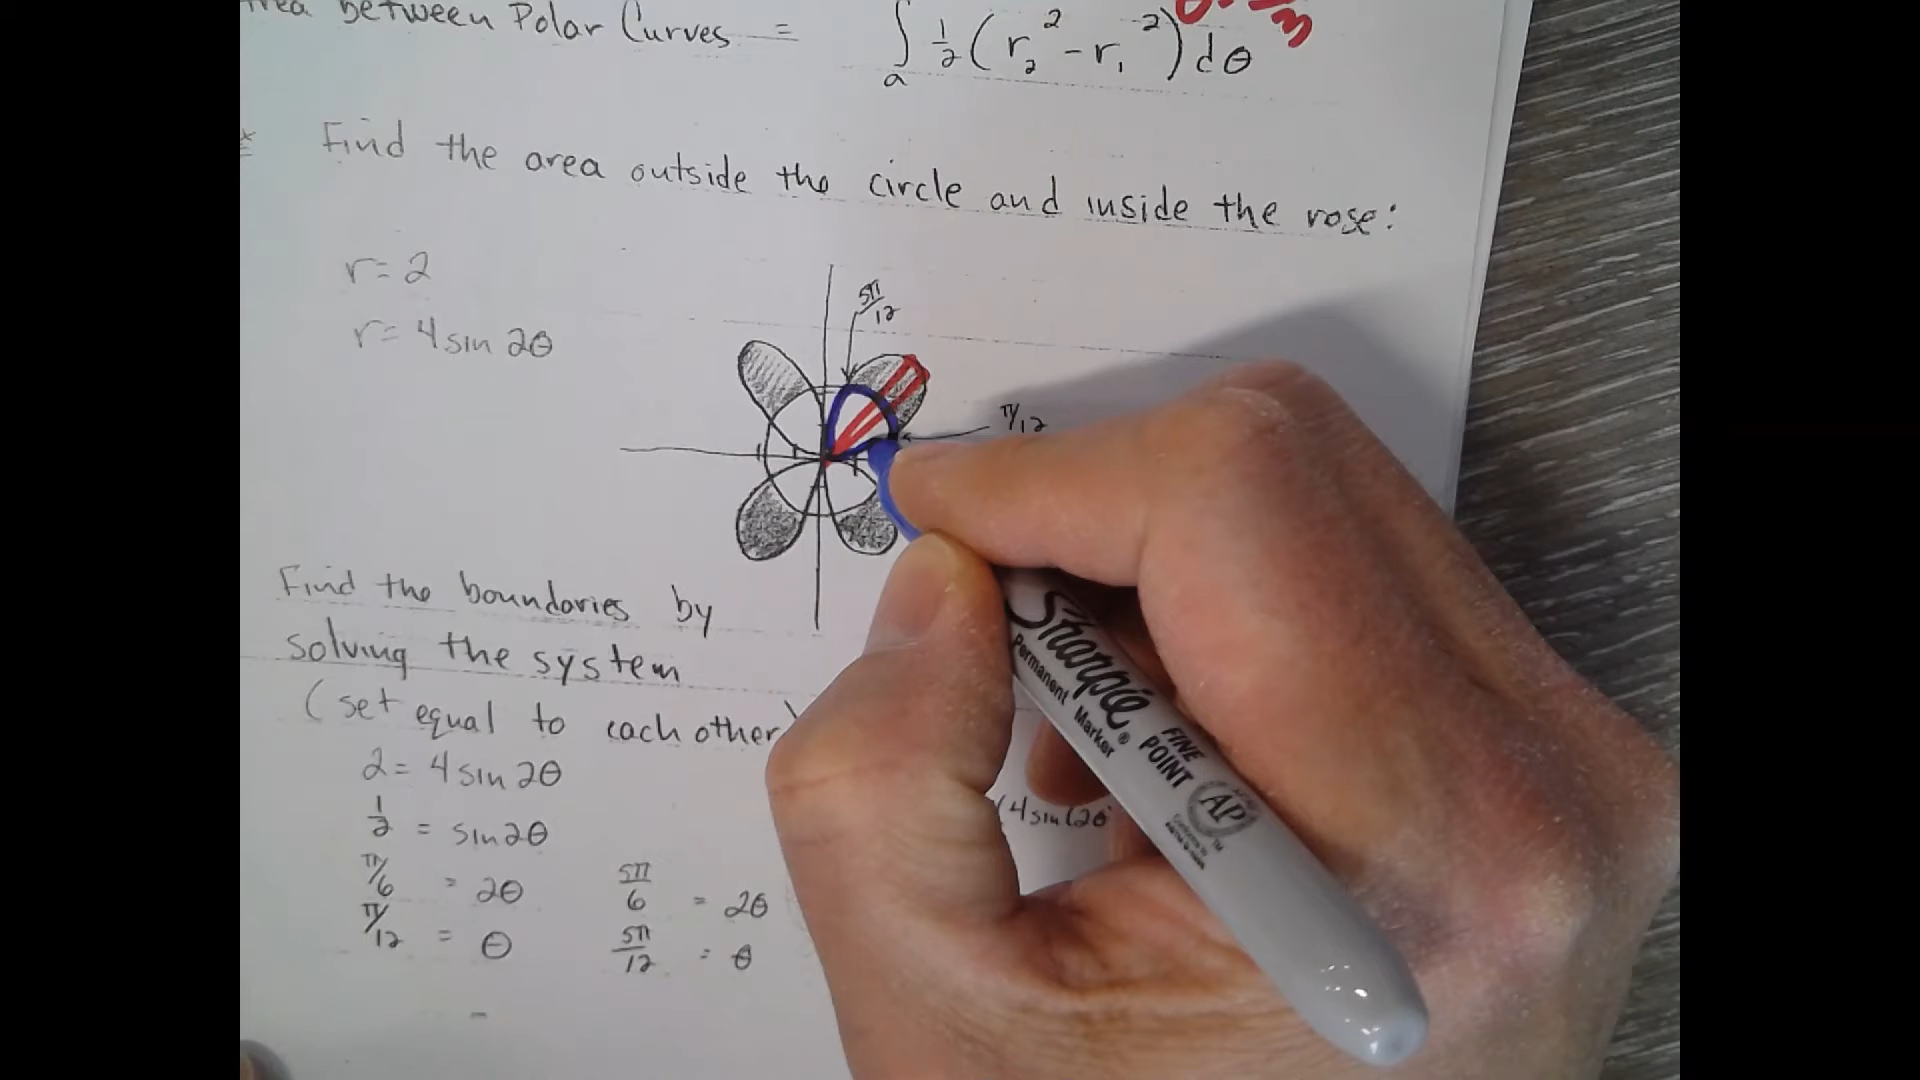 Area between Polar Curves = ∫ₐ ½ (r₂² - r₁²) dθ
Find the area outside the circle and inside the rose:
r = 2
r = 4 sin 2θ
5π/12
π/12
Find the boundaries by
solving the system
(set equal to each other)
2 = 4 sin 2θ
1/2 = sin 2θ
π/6 = 2θ 5π/6 = 2θ
π/12 = θ 5π/12 = θ
(4 sin(2θ
Sharpie®
Permanent Marker
FINE
POINT
AP